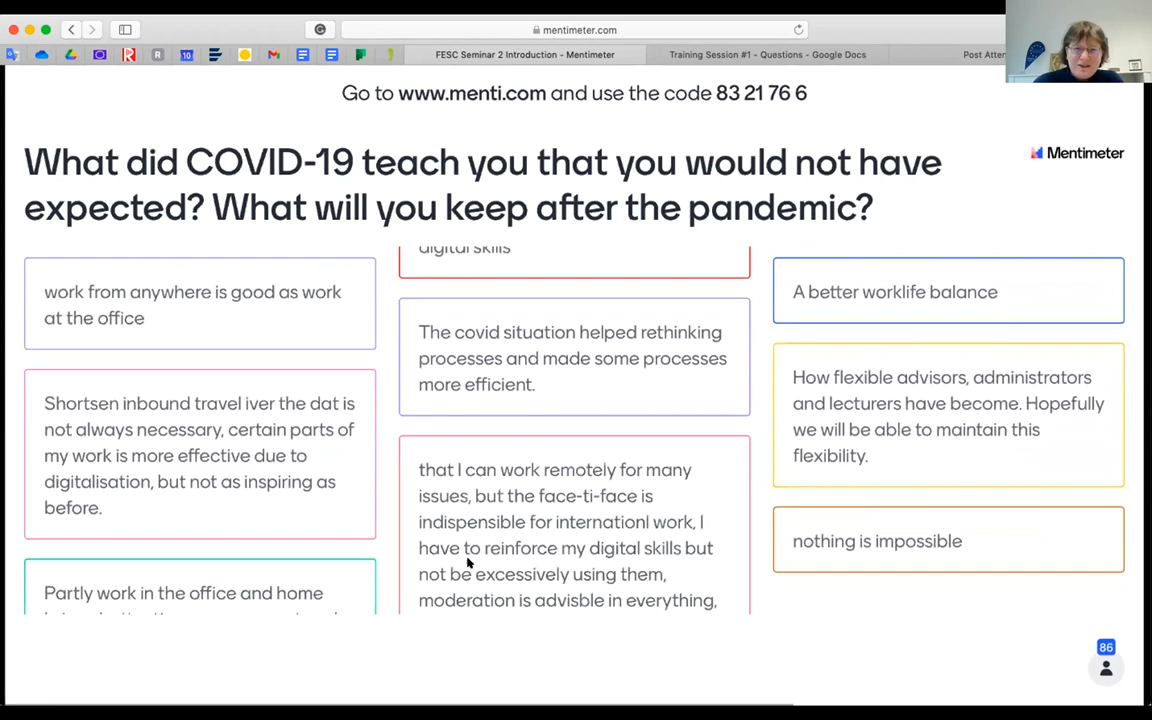 mentimeter.com
10
FESC Seminar 2 Introduction - Mentimeter
Training Session #1 - Questions - Google Docs
Post Atten
Go to www.menti.com and use the code 83 21 76 6
What did COVID-19 teach you that you would not have
expected? What will you keep after the pandemic?
Mentimeter
work from anywhere is good as work
at the office
Shortsen inbound travel iver the dat is
not always necessary, certain parts of
my work is more effective due to
digitalisation, but not as inspiring as
before.
Partly work in the office and home
digital skills
The covid situation helped rethinking
processes and made some processes
more efficient.
that I can work remotely for many
issues, but the face-ti-face is
indispensible for internationl work, I
have to reinforce my digital skills but
not be excessively using them,
moderation is advisble in everything,
A better worklife balance
How flexible advisors, administrators
and lecturers have become. Hopefully
we will be able to maintain this
flexibility.
nothing is impossible
86